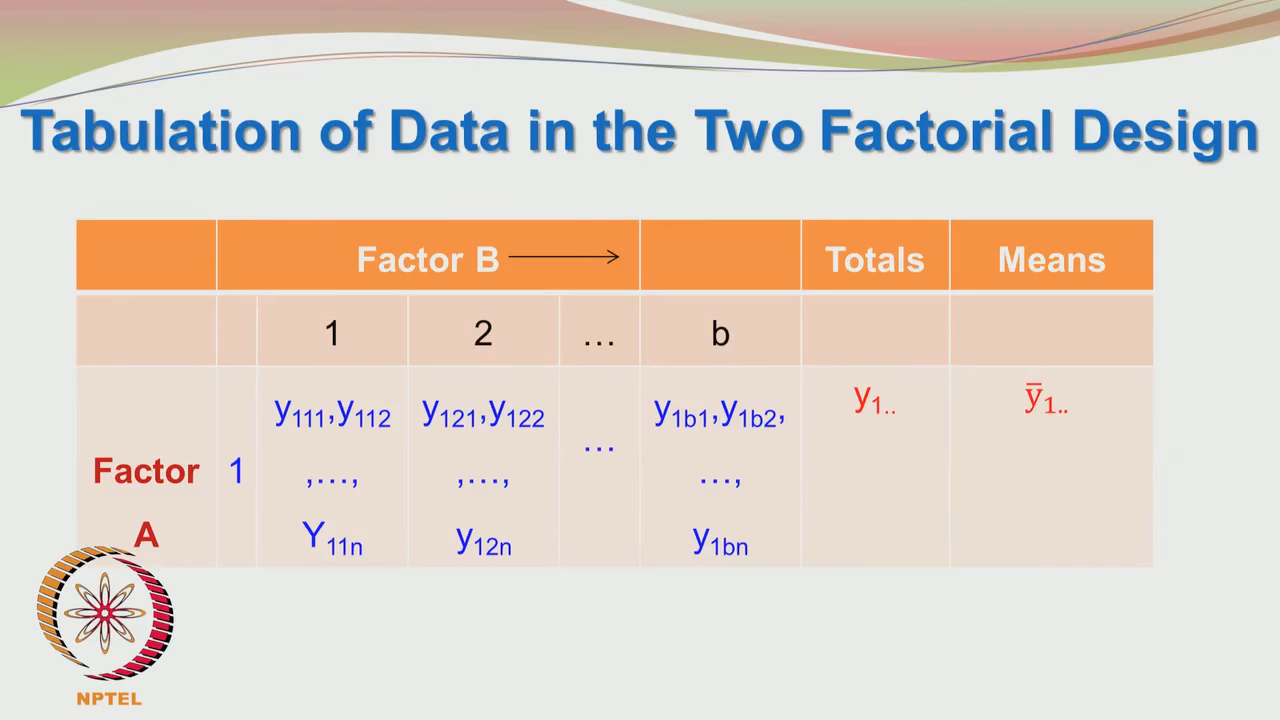 Tabulation of Data in the Two Factorial Design
Factor B → Totals Means
1 2 … b
y₁₁₁,y₁₁₂ y₁₂₁,y₁₂₂ … y₁b₁,y₁b₂, y₁.. ȳ₁..
Factor 1 ,…, ,…, …,
A Y₁₁ₙ y₁₂ₙ y₁bₙ
NPTEL